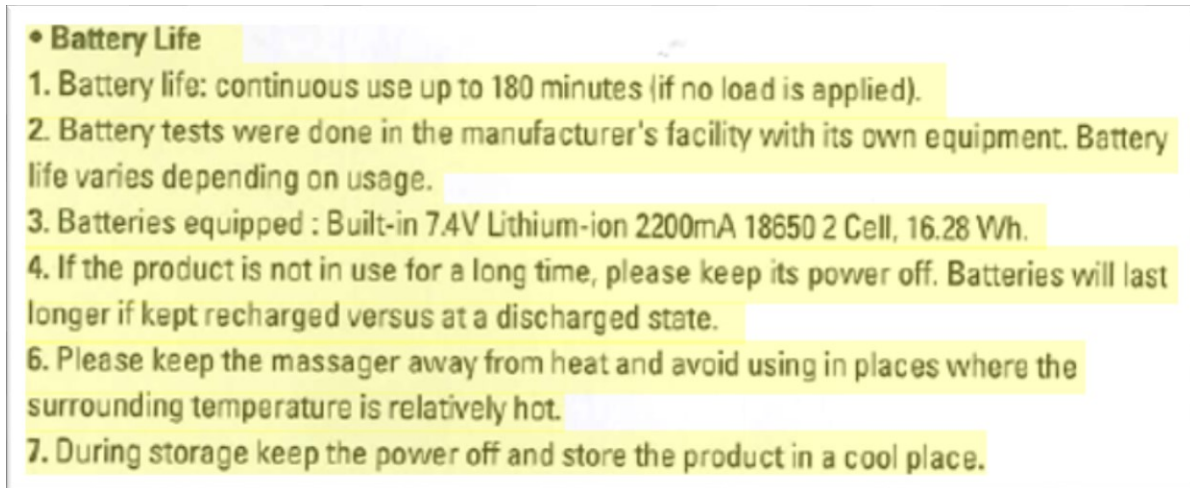 • Battery Life
1. Battery life: continuous use up to 180 minutes (if no load is applied).
2. Battery tests were done in the manufacturer's facility with its own equipment. Battery
life varies depending on usage.
3. Batteries equipped : Built-in 7.4V Lithium-ion 2200mA 18650 2 Cell, 16.28 Wh.
4. If the product is not in use for a long time, please keep its power off. Batteries will last
longer if kept recharged versus at a discharged state.
6. Please keep the massager away from heat and avoid using in places where the
surrounding temperature is relatively hot.
7. During storage keep the power off and store the product in a cool place.